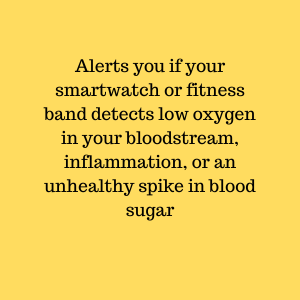 Alerts you if your
smartwatch or fitness
band detects low oxygen
in your bloodstream,
inflammation, or an
unhealthy spike in blood
sugar